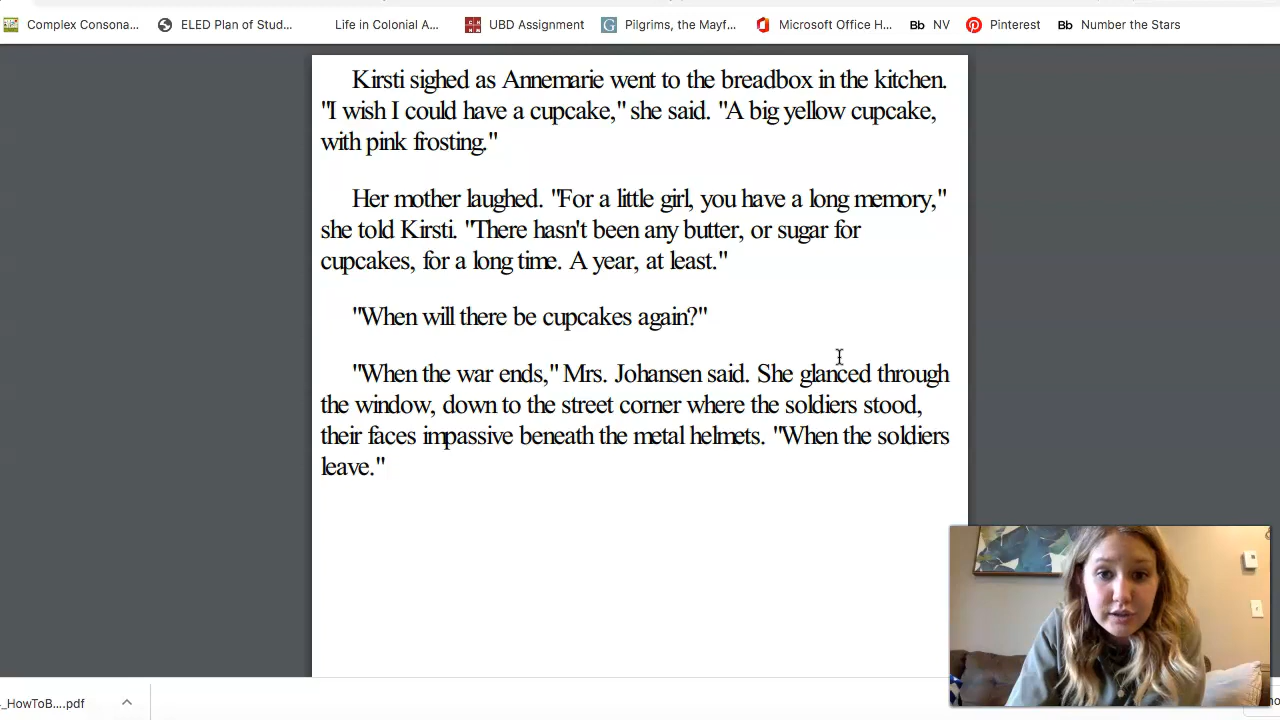 Complex Consona...
ELED Plan of Stud...
Life in Colonial A...
UBD Assignment
G
Pilgrims, the Mayf...
Microsoft Office H...
Bb NV
Pinterest
Bb Number the Stars
Kirsti sighed as Annemarie went to the breadbox in the kitchen.
"I wish I could have a cupcake," she said. "A big yellow cupcake,
with pink frosting."
Her mother laughed. "For a little girl, you have a long memory,"
she told Kirsti. "There hasn't been any butter, or sugar for
cupcakes, for a long time. A year, at least."
"When will there be cupcakes again?"
"When the war ends," Mrs. Johansen said. She glanced through
the window, down to the street corner where the soldiers stood,
their faces impassive beneath the metal helmets. "When the soldiers
leave."
_HowToB....pdf